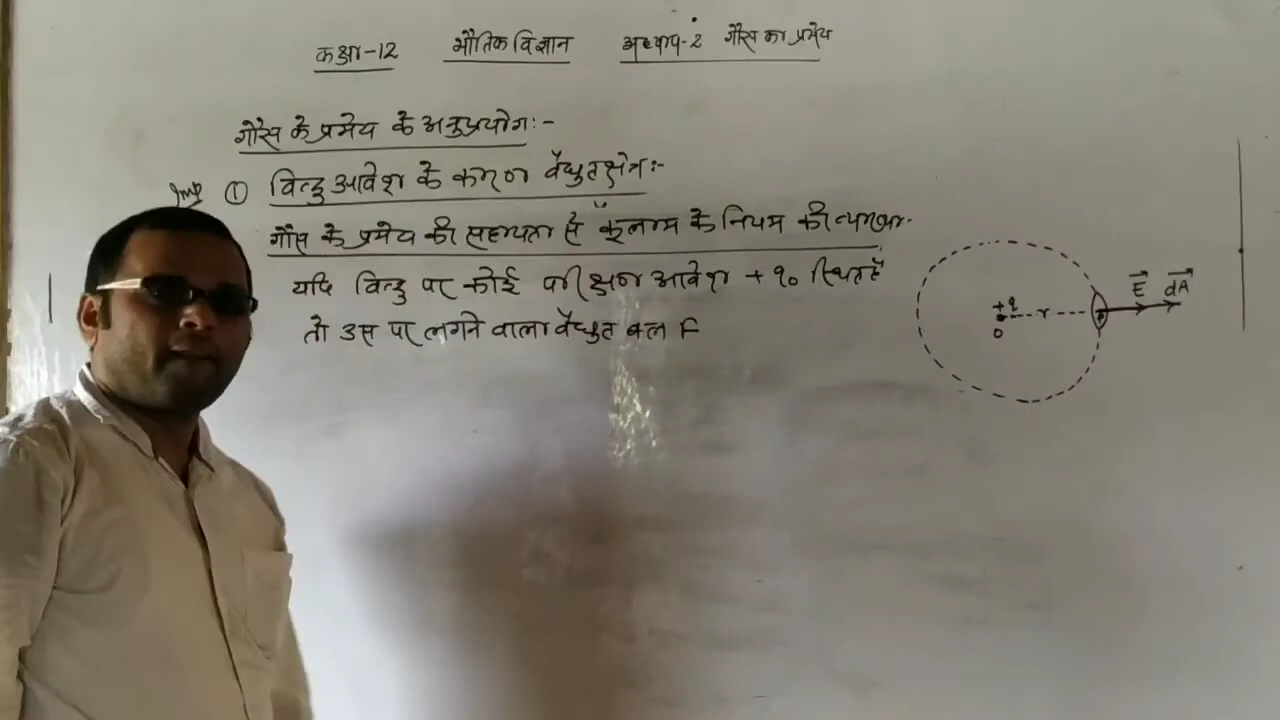 कक्षा-12 भौतिक विज्ञान अध्याय-2 गौस का प्रमेय
गौस के प्रमेय के अनुप्रयोग:-
Imp ① विन्दु आवेश के कारण वैद्युत क्षेत्र:-
गौस के प्रमेय की सहायता से कूलाम के नियम की व्याख्या-
यदि विन्दु पर कोई परीक्षण आवेश +q₀ स्थित है
तो उस पर लगने वाला वैद्युत बल F
+q
O
r
E⃗ dA⃗